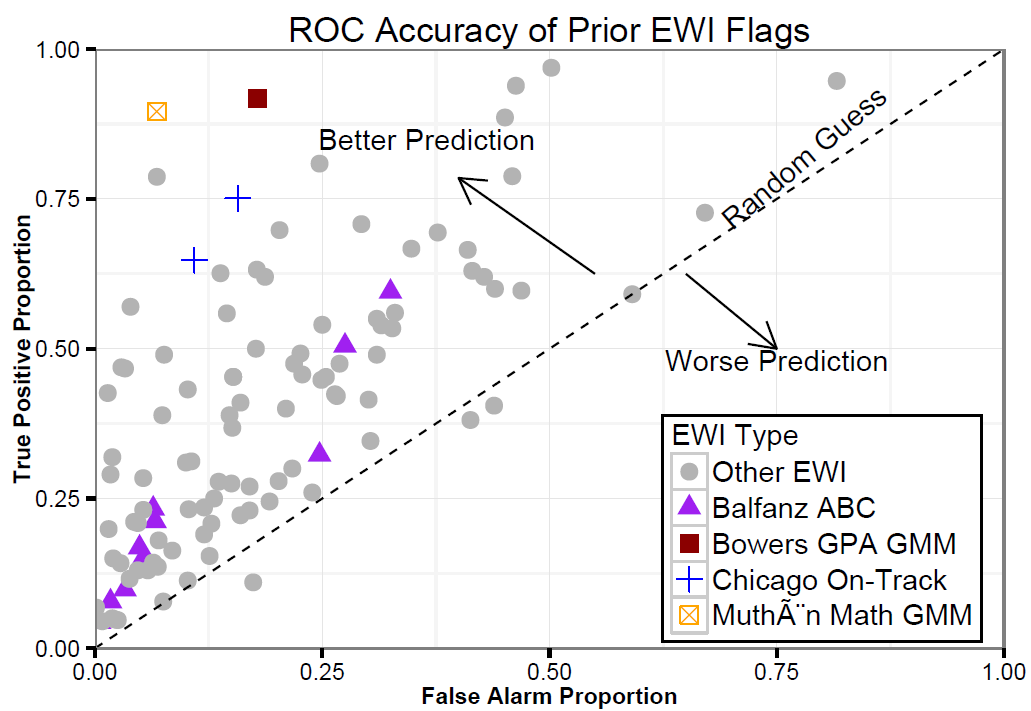 ROC Accuracy of Prior EWI Flags
True Positive Proportion
1.00
0.75
0.50
0.25
0.00
Better Prediction
Random Guess
Worse Prediction
EWI Type
Other EWI
Balfanz ABC
Bowers GPA GMM
Chicago On-Track
MuthÃ¨n Math GMM
0.00 0.25 0.50 0.75 1.00
False Alarm Proportion